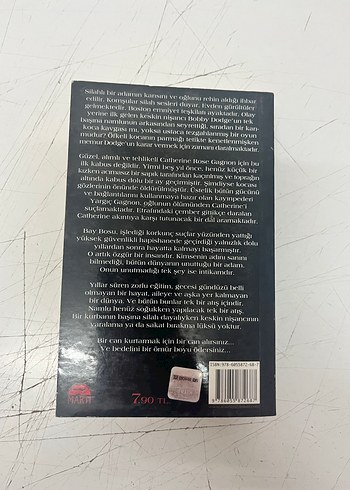 Silahlı bir adamın karısını ve oğlunu rehin aldığı ihbar
edilir. Komşular silah sesleri duyar. Evden gürültüler
gelmektedir. Boston emniyet teşkilatı ayaktadır. Olay
yerine ilk gelen keskin nişancı Bobby Dodge'un tek
başına namlunun arkasından seyrettiği, sıradan bir karı-
koca kavgası mı, yoksa ustaca tezgahlanmış bir oyun
mudur? Öfkeli kocanın parmağı tetikte kenetlenmişken
memur Dodge'un karar vermek için zamanı daralmaktadır.
Güzel, alımlı ve tehlikeli Catherine Rose Gagnon için bu
ilk kabus değildir. Yirmi beş yıl önce, henüz küçük bir
kızken acımasız bir sapık tarafından kaçırılmış ve toprağın
altında kabus dolu bir ay geçirmiştir. Şimdiyse kocası
gözlerinin önünde öldürülmüştür. Üstelik bütün gücünü
ve bağlantılarını kullanmaya hazır olan kayınpederi
Yargıç Gagnon, oğlunun ölümünden Catherine'i
suçlamaktadır. Etrafındaki çember gitikçe daralan
Catherine akıntıya karşı tutunacak bir dal aramaktadır.
Bay Bosu, işlediği korkunç suçlar yüzünden yattığı
yüksek güvenlikli hapishanede geçirdiği yalnızlık dolu
yıllardan sonra hayatta kalmayı başarmıştır.
O artık özgür bir insandır. Kimsenin adını sanını
bilmediği, bütün dünyanın unuttuğu bir adam.
Onun unutmadığı tek şey ise intikamdır.
Yıllar süren zorlu eğitim, gecesi gündüzü belli
olmayan bir hayat, aileye ve aşka yer kalmayan
bir dünya. Ve bütün bunlar tek bir atış içindir.
Namlu henüz soğukken yapılacak tek bir atış.
Bir kurbanın başına silah dayalıyken keskin nişancının
yaralama ya da sakat bırakma lüksü yoktur.
Bir can kurtarmak için bir can alırsınız...
Ve bedelini bir ömür boyu ödersiniz...
7.90 TL